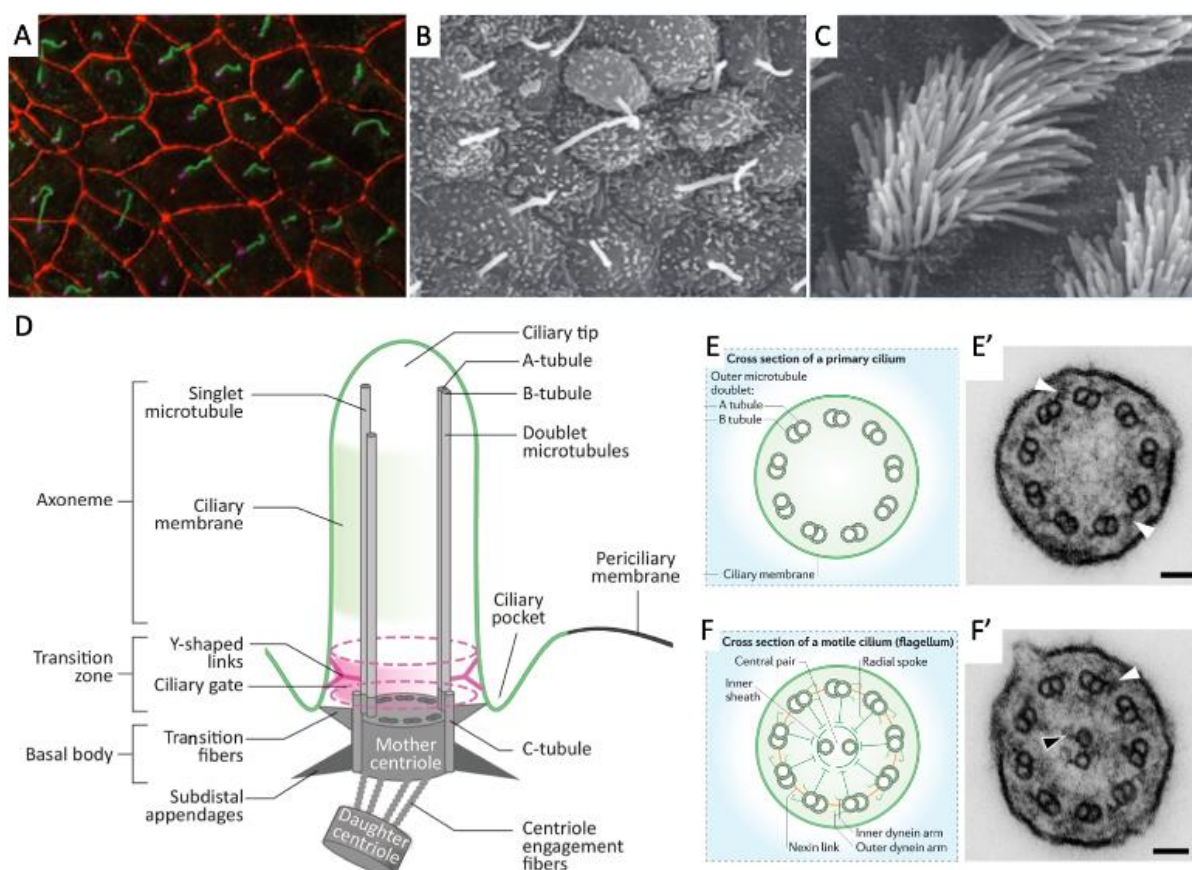 A
B
C
D
Ciliary tip
A-tubule
B-tubule
Doublet
microtubules
Singlet
microtubule
Axoneme
Ciliary
membrane
Periciliary
membrane
Ciliary
pocket
Y-shaped
links
Transition
zone
Ciliary gate
Transition
fibers
Basal body
Mother
centriole
C-tubule
Subdistal
appendages
Daughter
centriole
Centriole
engagement
fibers
E
Cross section of a primary cilium
Outer microtubule
doublet:
A tubule
B tubule
Ciliary membrane
E’
F
Cross section of a motile cilium (flagellum)
Central pair
Radial spoke
Inner
sheath
Inner dynein arm
Nexin link
Outer dynein arm
F’